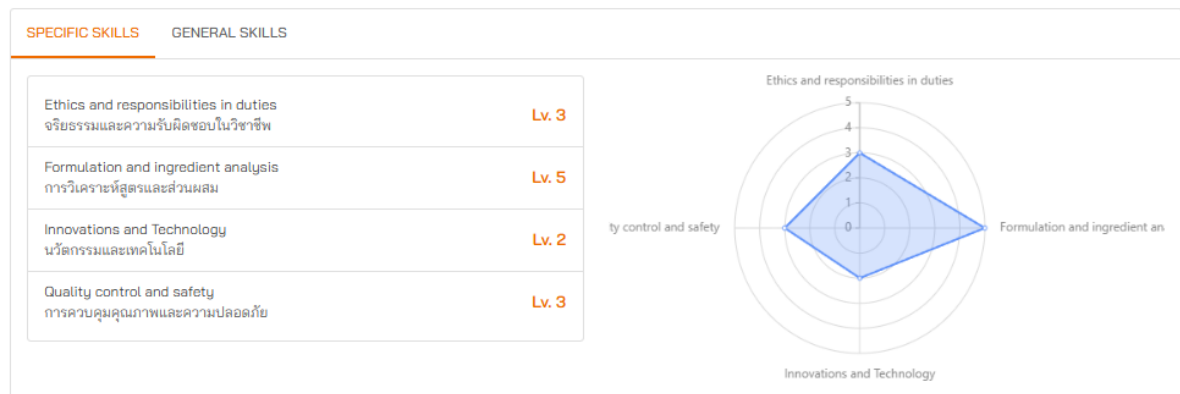 SPECIFIC SKILLS GENERAL SKILLS
Ethics and responsibilities in duties
จริยธรรมและความรับผิดชอบในวิชาชีพ
Lv. 3
Formulation and ingredient analysis
การวิเคราะห์สูตรและส่วนผสม
Lv. 5
Innovations and Technology
นวัตกรรมและเทคโนโลยี
Lv. 2
Quality control and safety
การควบคุมคุณภาพและความปลอดภัย
Lv. 3
Ethics and responsibilities in duties
5
4
3
2
1
0
ty control and safety
Formulation and ingredient an
Innovations and Technology